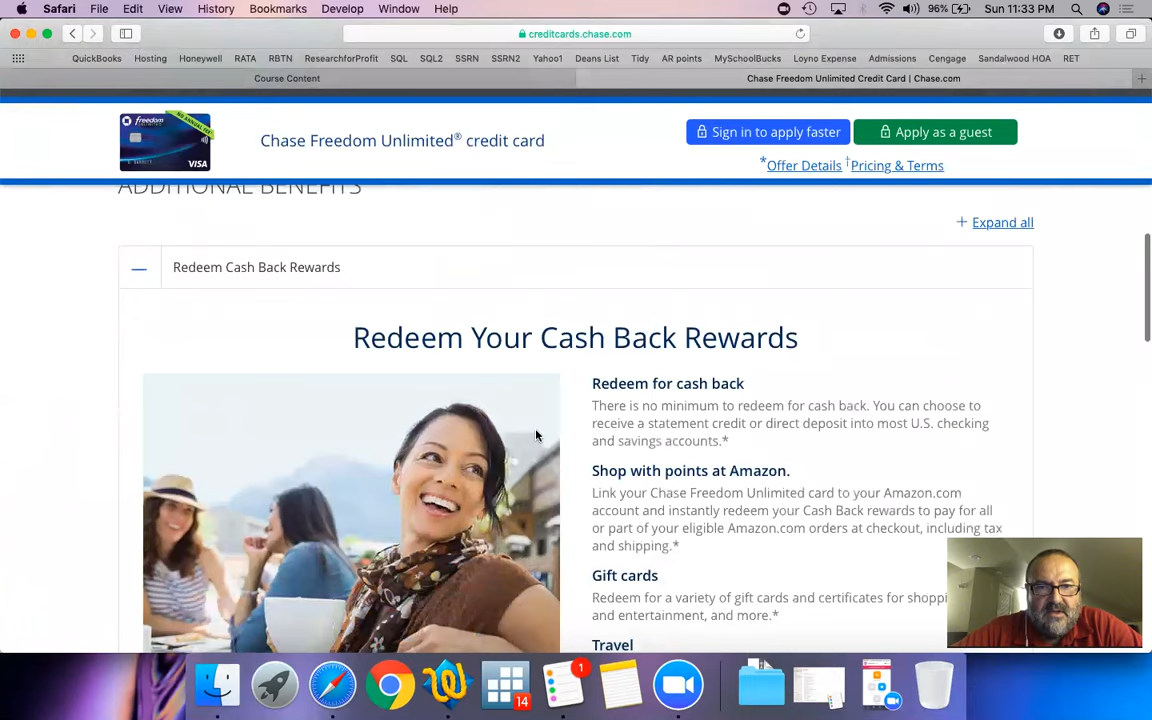 Safari File Edit View History Bookmarks Develop Window Help 96% Sun 11:33 PM
creditcards.chase.com
QuickBooks Hosting Honeywell RATA RBTN ResearchforProfit SQL SQL2 SSRN SSRN2 Yahoo1 Deans List Tidy AR points MySchoolBucks Loyno Expense Admissions Cengage Sandalwood HOA RET
Course Content Chase Freedom Unlimited Credit Card | Chase.com
freedom
NO ANNUAL FEE
VISA
Chase Freedom Unlimited® credit card
Sign in to apply faster Apply as a guest
*Offer Details †Pricing & Terms
ADDITIONAL BENEFITS
+ Expand all
Redeem Cash Back Rewards
Redeem Your Cash Back Rewards
Redeem for cash back
There is no minimum to redeem for cash back. You can choose to
receive a statement credit or direct deposit into most U.S. checking
and savings accounts.*
Shop with points at Amazon.
Link your Chase Freedom Unlimited card to your Amazon.com
account and instantly redeem your Cash Back rewards to pay for all
or part of your eligible Amazon.com orders at checkout, including tax
and shipping.*
Gift cards
Redeem for a variety of gift cards and certificates for shoppi
and entertainment, and more.*
Travel
14
1